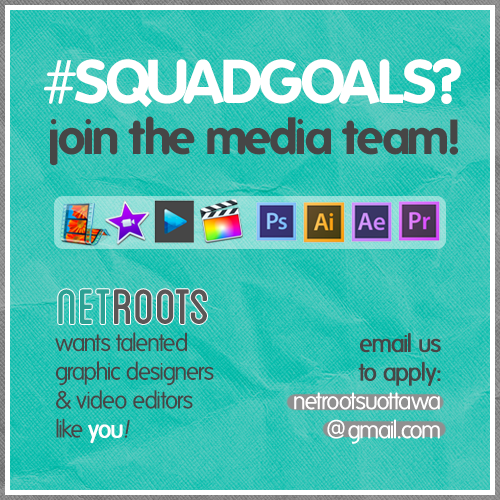 #SQUADGOALS?
join the media team!
Ps Ai Ae Pr
NETROOTS
wants talented
graphic designers
& video editors
like you!
email us
to apply:
netrootsuottawa
@gmail.com